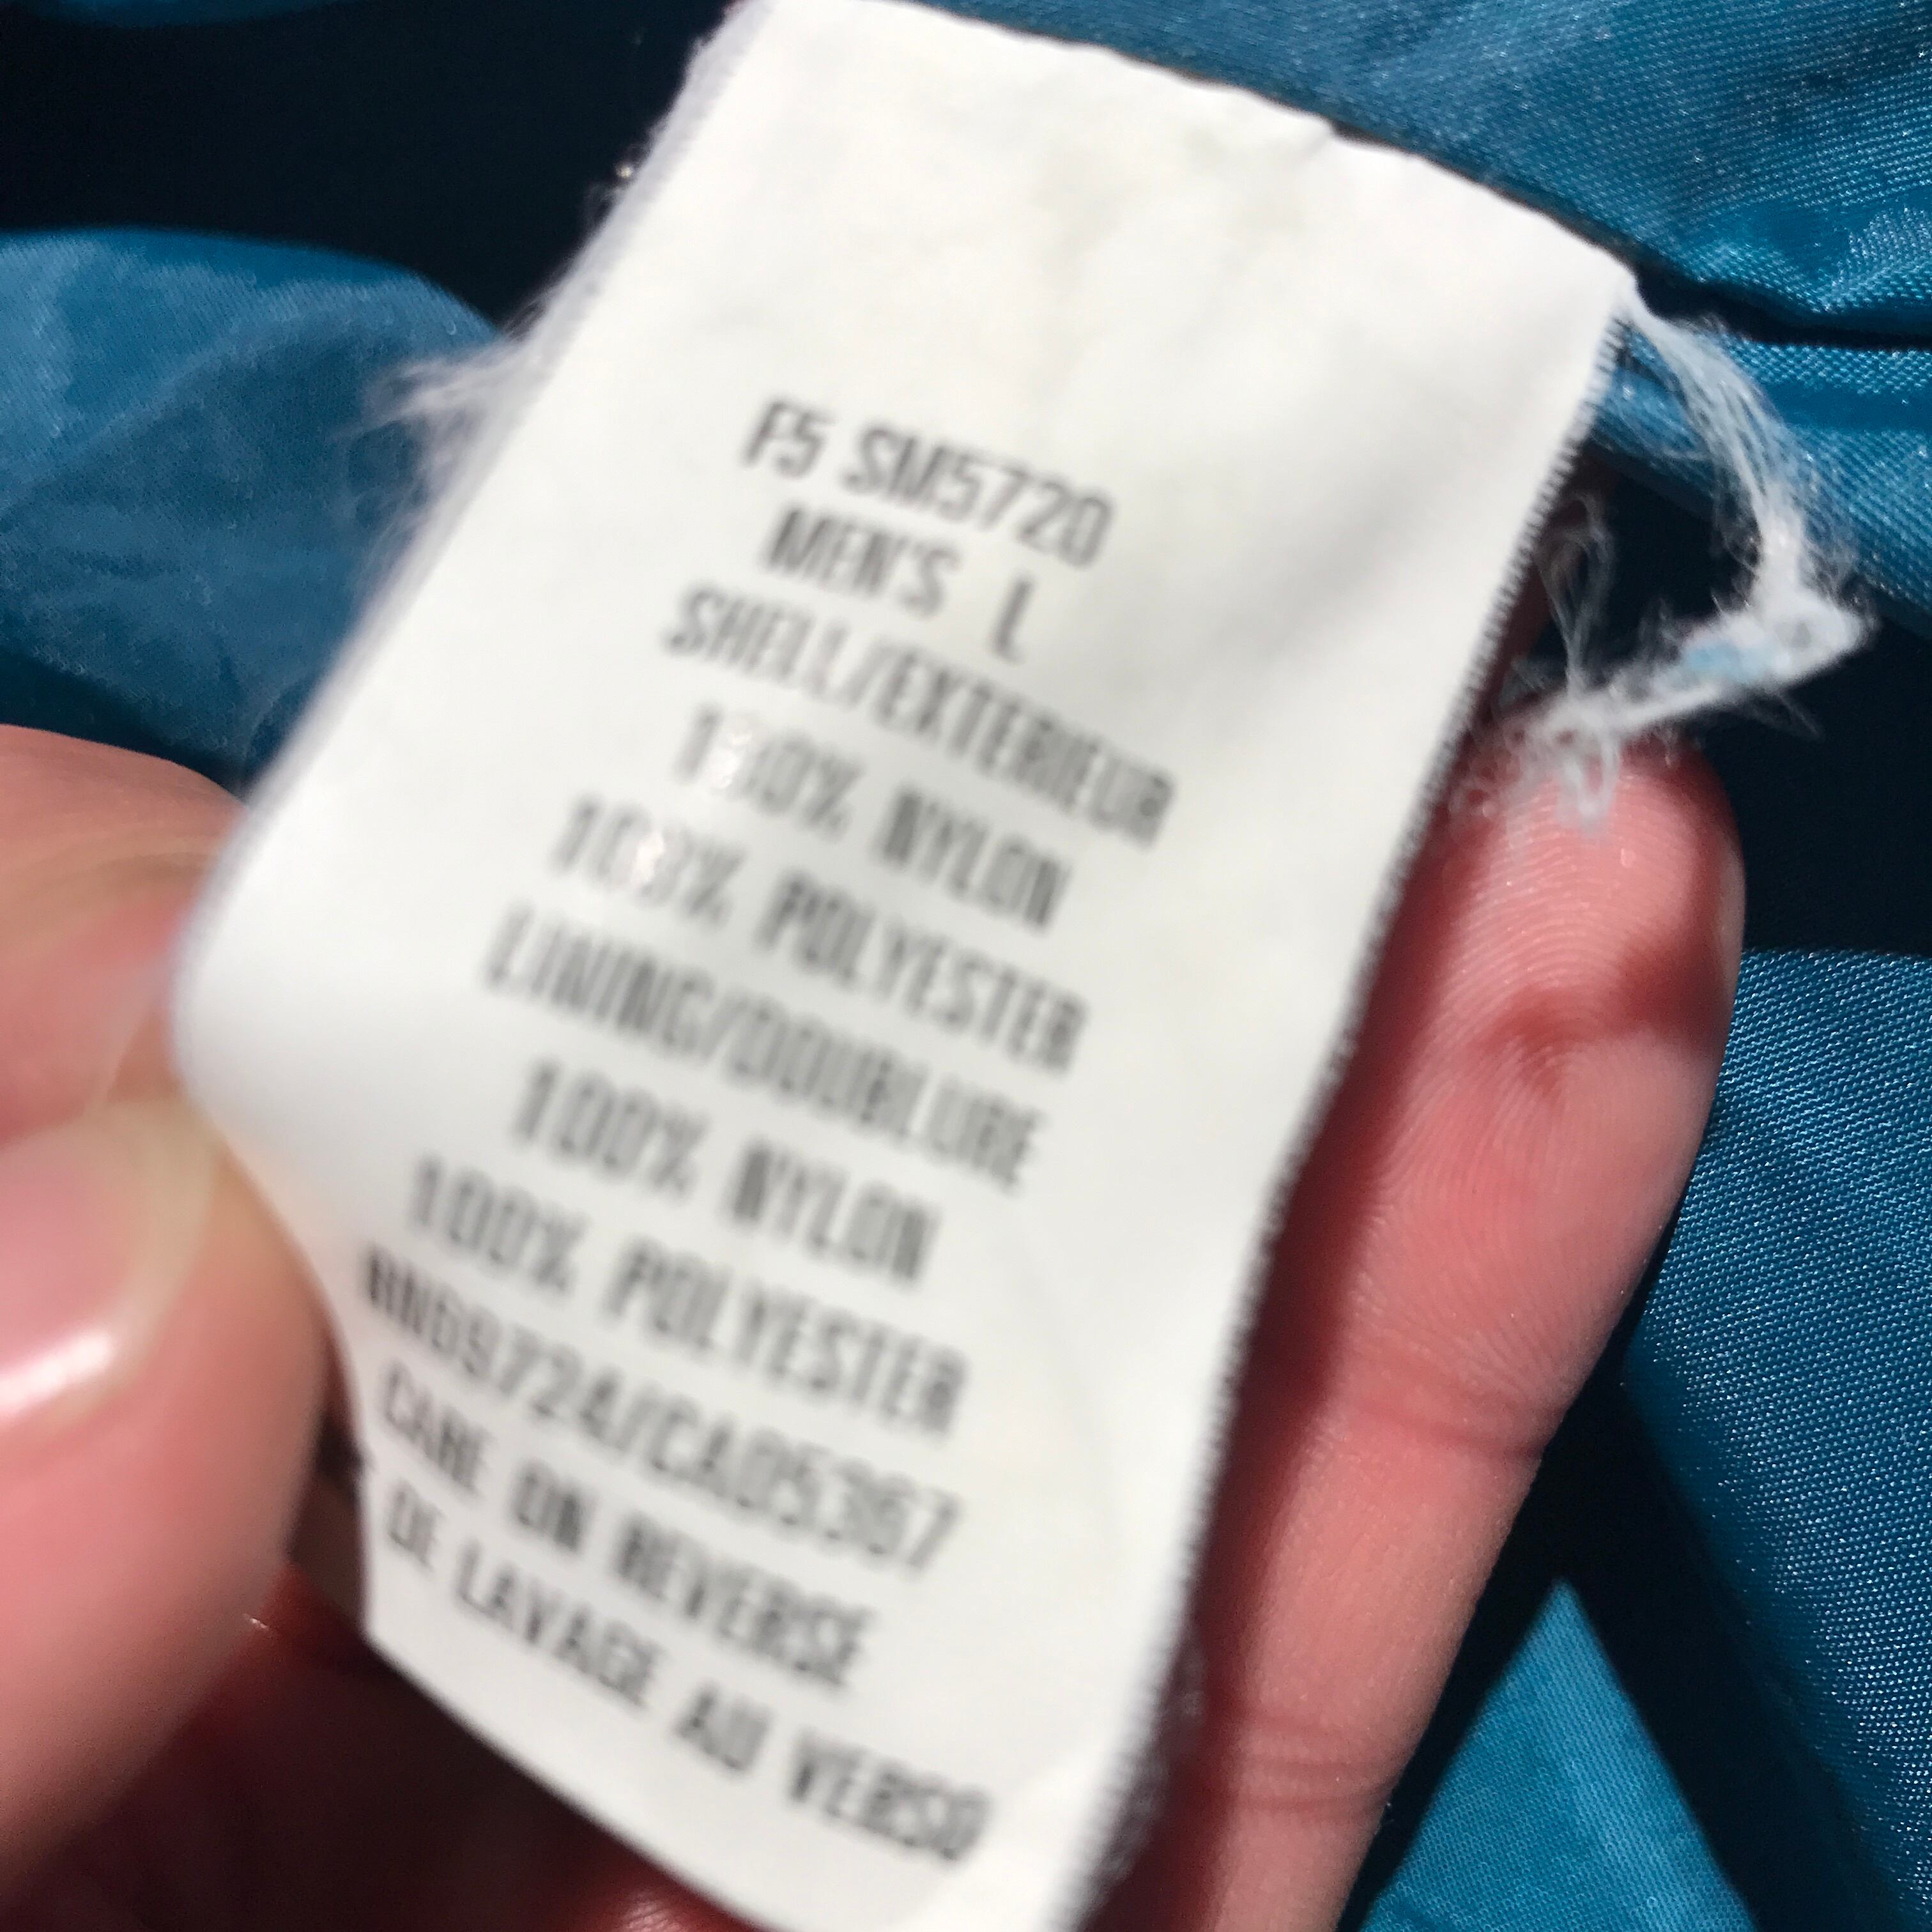 F5 SM5720
MEN'S L
SHELL/EXTERIEUR
100% NYLON
100% POLYESTER
LINING/DOUBLURE
100% NYLON
100% POLYESTER
RN69724/CA05367
CARE ON REVERSE
DE LAVAGE AU VERSO